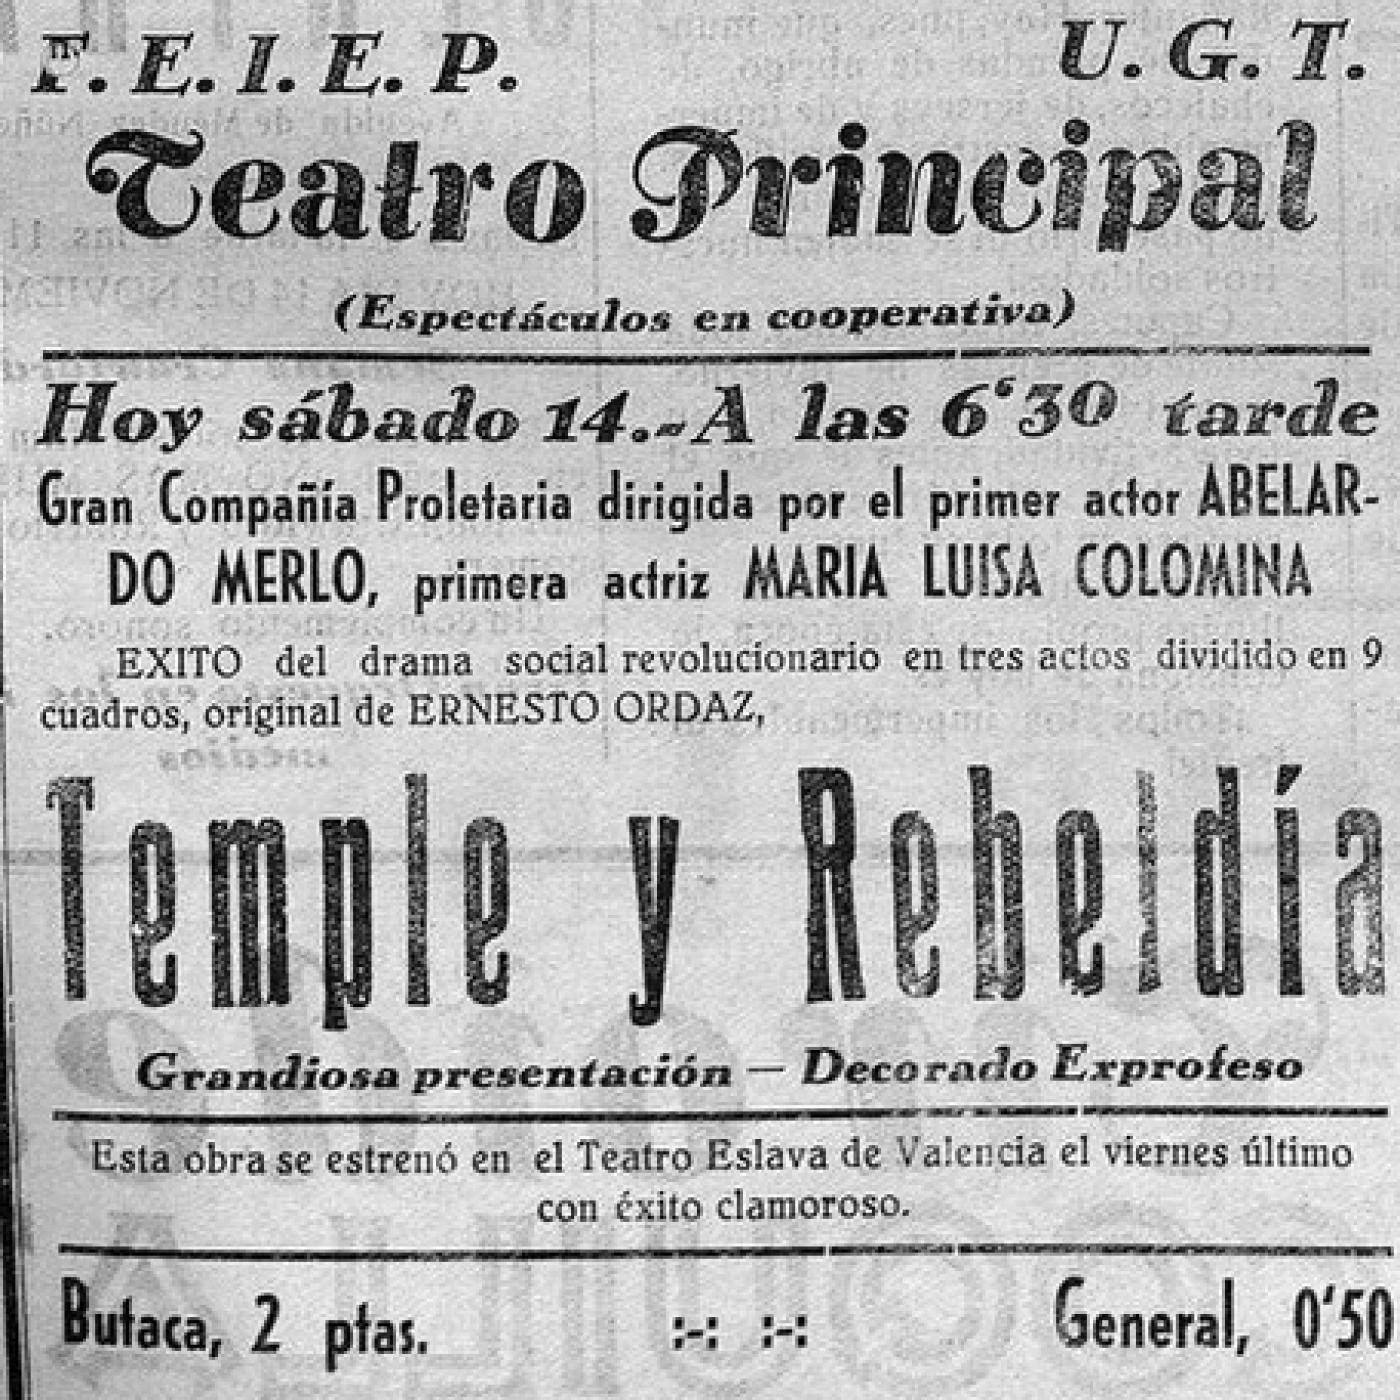 F. E. I. E. P. U. G. T.
Teatro Principal
(Espectáculos en cooperativa)
Hoy sábado 14.-A las 6'30 tarde
Gran Compañía Proletaria dirigida por el primer actor ABELAR-
DO MERLO, primera actriz MARIA LUISA COLOMINA
EXITO del drama social revolucionario en tres actos dividido en 9
cuadros, original de ERNESTO ORDAZ,
Temple y Rebeldía
Grandiosa presentación — Decorado Exprofeso
Esta obra se estrenó en el Teatro Eslava de Valencia el viernes último
con éxito clamoroso.
Butaca, 2 ptas. :-: :-: General, 0'50